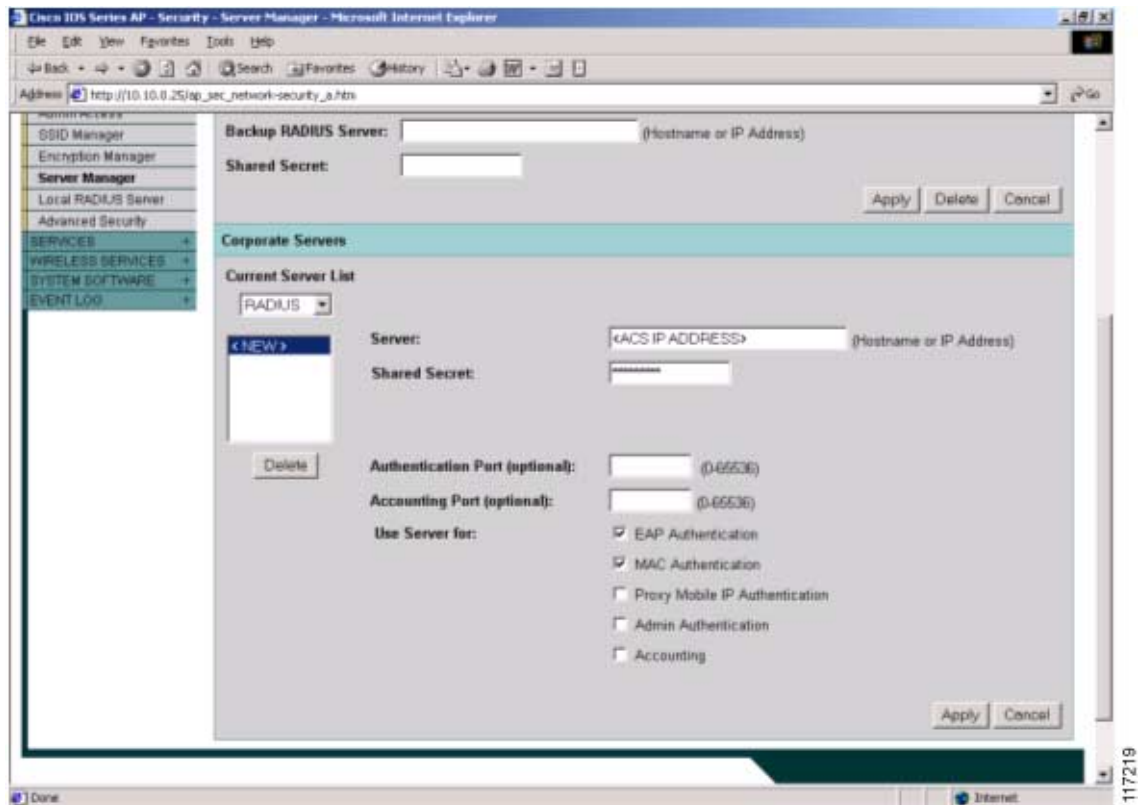 Cisco IOS Series AP - Security - Server Manager - Microsoft Internet Explorer
File Edit View Favorites Tools Help
Back Search Favorites History
Address http://10.10.0.25/ap_sec_network-security_a.htm Go
Admin Access
SSID Manager
Encryption Manager
Server Manager
Local RADIUS Server
Advanced Security
SERVICES +
WIRELESS SERVICES +
SYSTEM SOFTWARE +
EVENT LOG +
Backup RADIUS Server: (Hostname or IP Address)
Shared Secret:
Apply Delete Cancel
Corporate Servers
Current Server List
RADIUS
< NEW >
Delete
Server: <ACS IP ADDRESS> (Hostname or IP Address)
Shared Secret: **********
Authentication Port (optional): (0-65536)
Accounting Port (optional): (0-65536)
Use Server for: EAP Authentication
MAC Authentication
Proxy Mobile IP Authentication
Admin Authentication
Accounting
Apply Cancel
Done Internet
117219